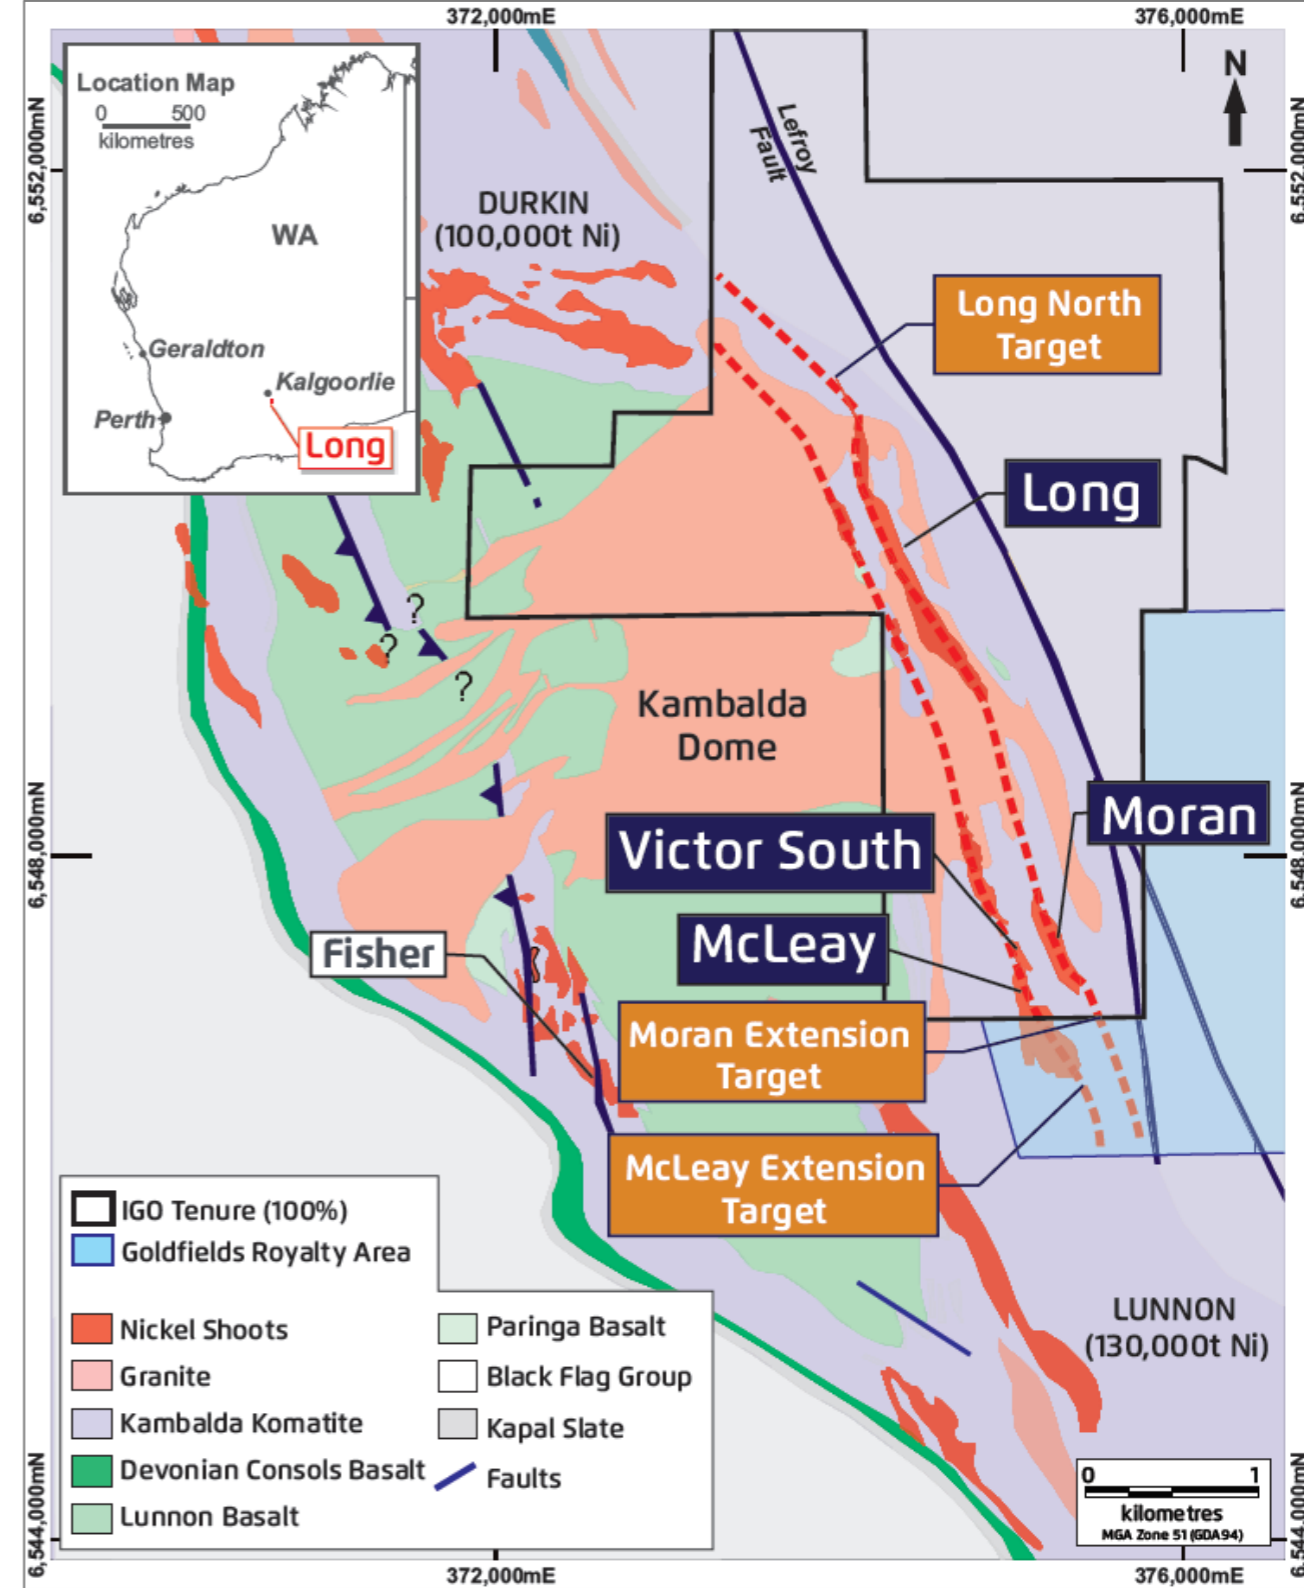 372,000mE
376,000mE
Location Map
0 500
kilometres
WA
Geraldton
Kalgoorlie
Perth
Long
N
6,552,000mN
6,552,000mN
Lefroy
Fault
DURKIN
(100,000t Ni)
Long North
Target
Long
?
?
?
Kambalda
Dome
Moran
Victor South
6,548,000mN
6,548,000mN
McLeay
Fisher
Moran Extension
Target
McLeay Extension
Target
LUNNON
(130,000t Ni)
IGO Tenure (100%)
Goldfields Royalty Area
Nickel Shoots
Granite
Kambalda Komatite
Devonian Consols Basalt
Lunnon Basalt
Paringa Basalt
Black Flag Group
Kapal Slate
Faults
0 1
kilometres
MGA Zone 51 (GDA94)
6,544,000mN
6,544,000mN
372,000mE
376,000mE